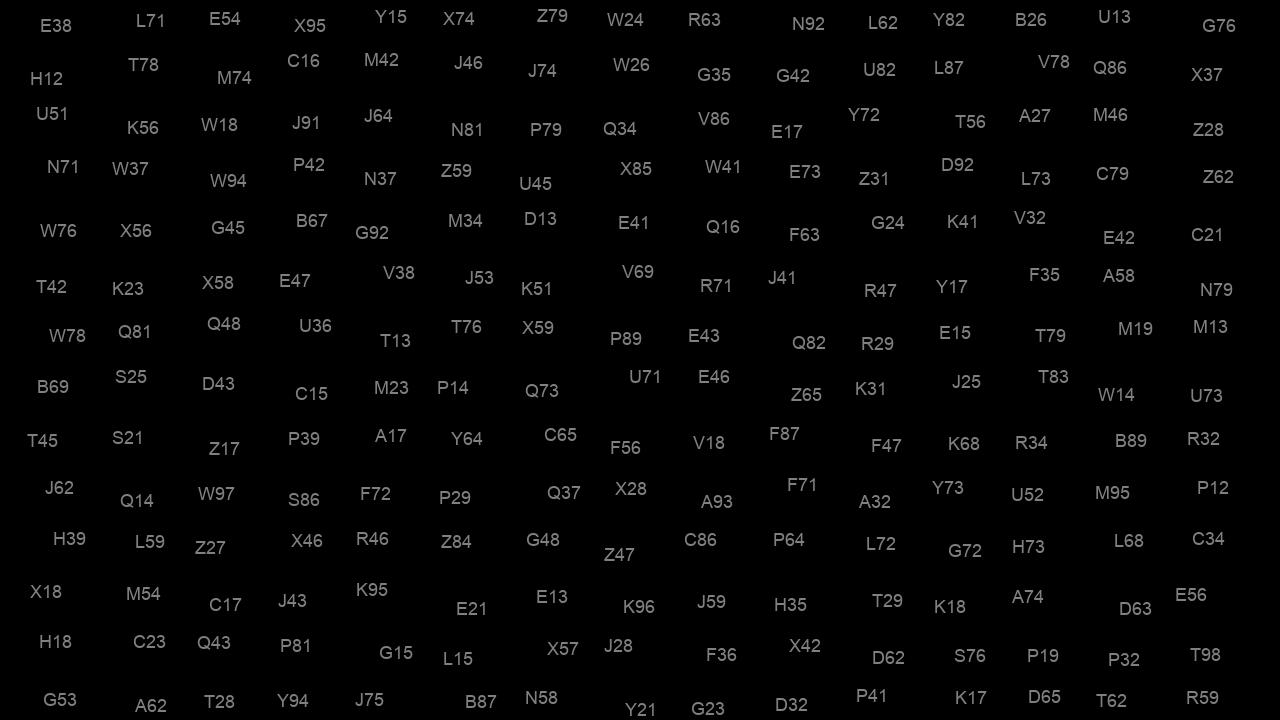 E38 L71 E54 X95 Y15 X74 Z79 W24 R63 N92 L62 Y82 B26 U13 G76
H12 T78 M74 C16 M42 J46 J74 W26 G35 G42 U82 L87 V78 Q86 X37
U51 K56 W18 J91 J64 N81 P79 Q34 V86 E17 Y72 T56 A27 M46 Z28
N71 W37 W94 P42 N37 Z59 U45 X85 W41 E73 Z31 D92 L73 C79 Z62
W76 X56 G45 B67 G92 M34 D13 E41 Q16 F63 G24 K41 V32 E42 C21
T42 K23 X58 E47 V38 J53 K51 V69 R71 J41 R47 Y17 F35 A58 N79
W78 Q81 Q48 U36 T13 T76 X59 P89 E43 Q82 R29 E15 T79 M19 M13
B69 S25 D43 C15 M23 P14 Q73 U71 E46 Z65 K31 J25 T83 W14 U73
T45 S21 Z17 P39 A17 Y64 C65 F56 V18 F87 F47 K68 R34 B89 R32
J62 Q14 W97 S86 F72 P29 Q37 X28 A93 F71 A32 Y73 U52 M95 P12
H39 L59 Z27 X46 R46 Z84 G48 Z47 C86 P64 L72 G72 H73 L68 C34
X18 M54 C17 J43 K95 E21 E13 K96 J59 H35 T29 K18 A74 D63 E56
H18 C23 Q43 P81 G15 L15 X57 J28 F36 X42 D62 S76 P19 P32 T98
G53 A62 T28 Y94 J75 B87 N58 Y21 G23 D32 P41 K17 D65 T62 R59